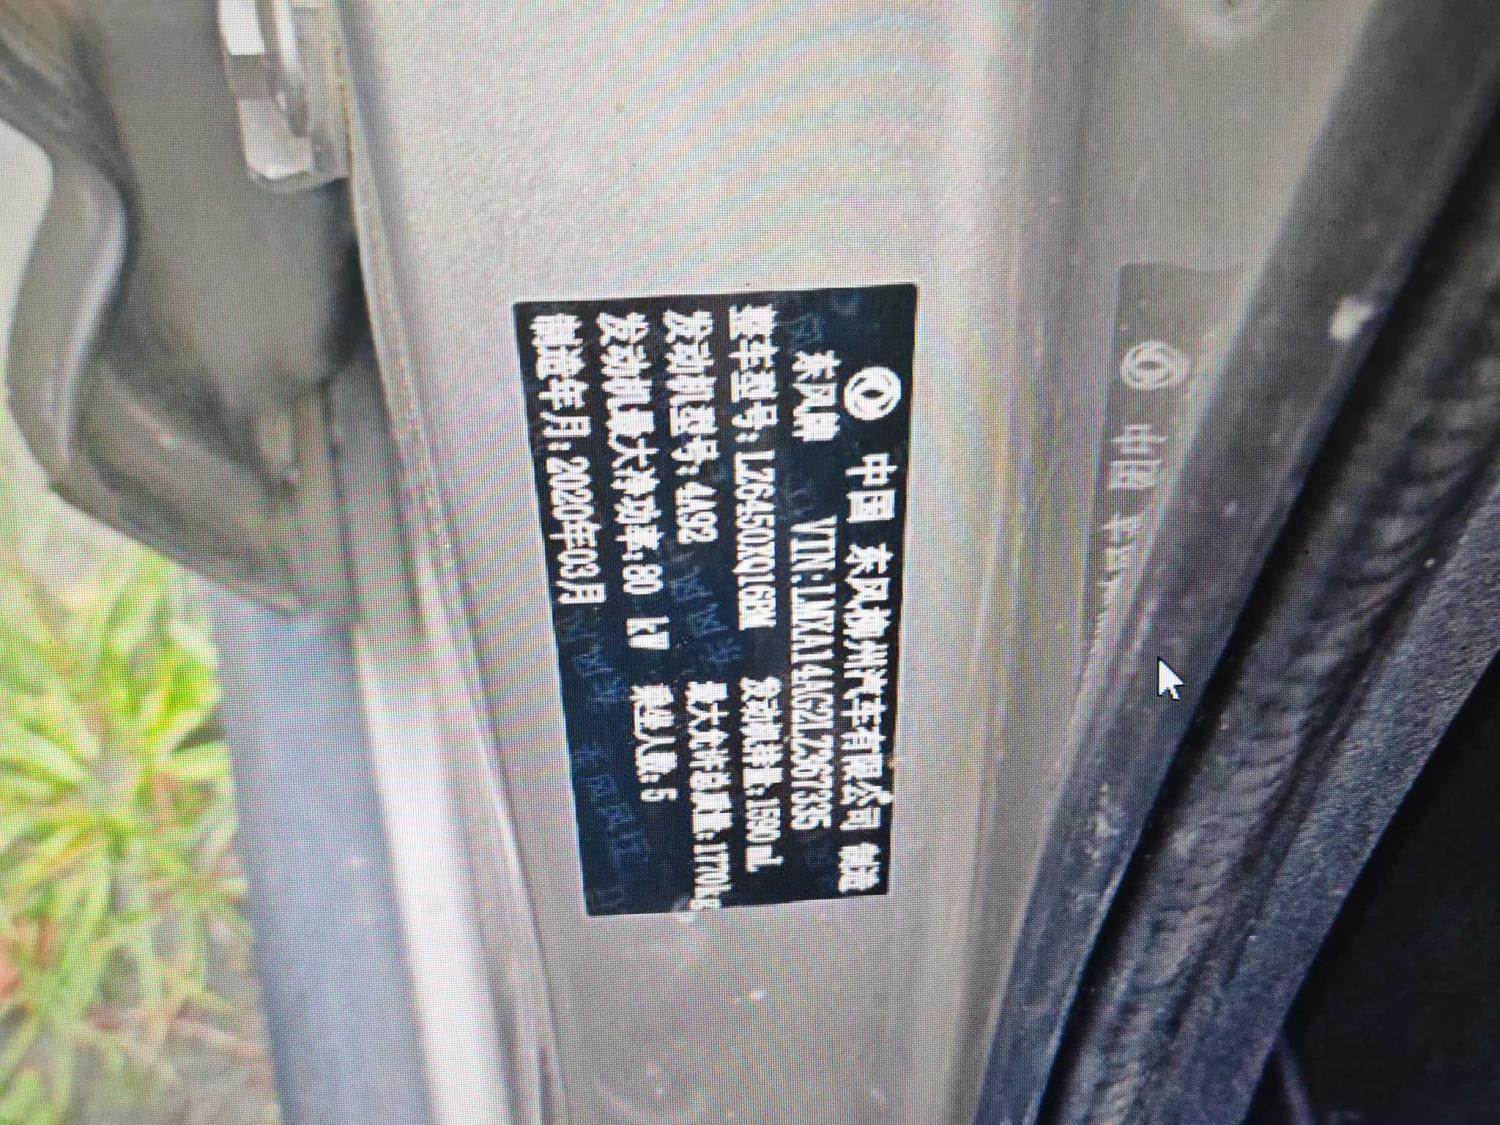 中国 东风柳州汽车有限公司 制造
东风牌 VIN:LMXA14AG2LZ267335
整车型号:LZ6450XQ16BM 发动机排量:1590 mL
发动机型号:4A92 最大允许总质量:1770kg
发动机最大净功率:80 kW 乘坐人数:5
制造年月:2020年03月
中国